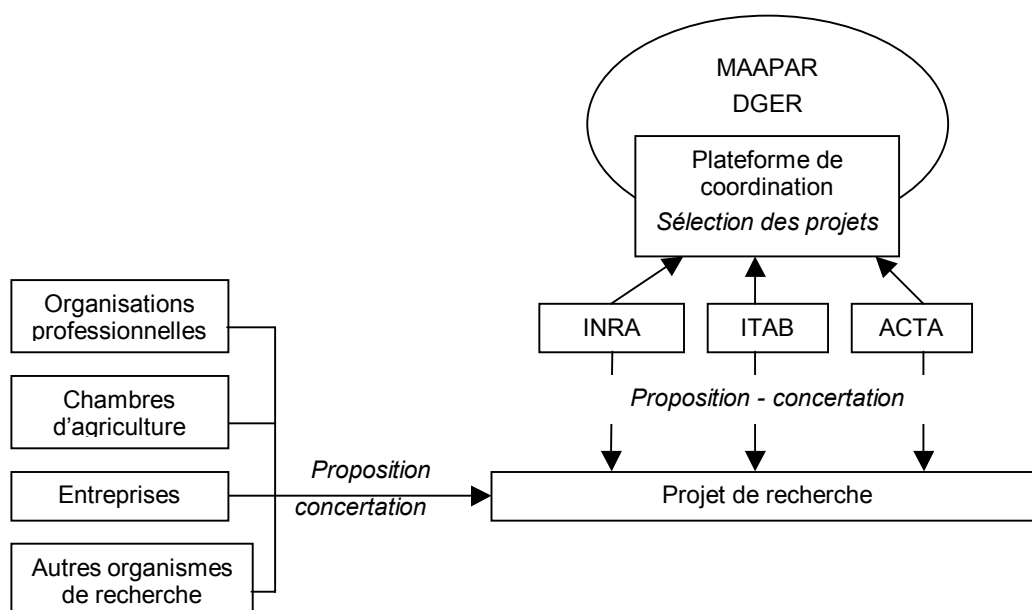 MAAPAR
DGER
Plateforme de
coordination
Sélection des projets
INRA
ITAB
ACTA
Proposition - concertation
Organisations
professionnelles
Chambres
d'agriculture
Entreprises
Autres organismes
de recherche
Proposition
concertation
Projet de recherche